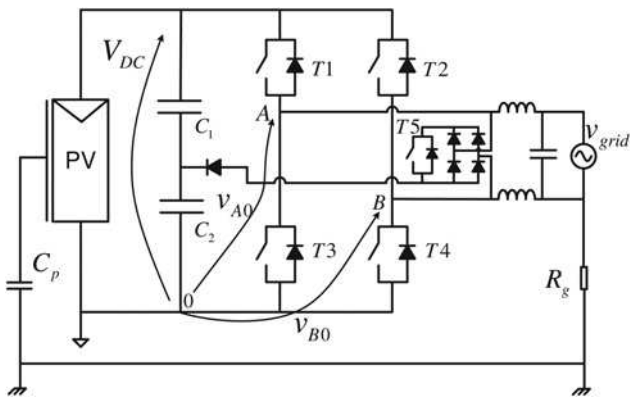 V_DC
T1
T2
C_1
A
T5
v_grid
PV
v_A0
B
C_2
C_p
T3
T4
0
R_g
v_B0